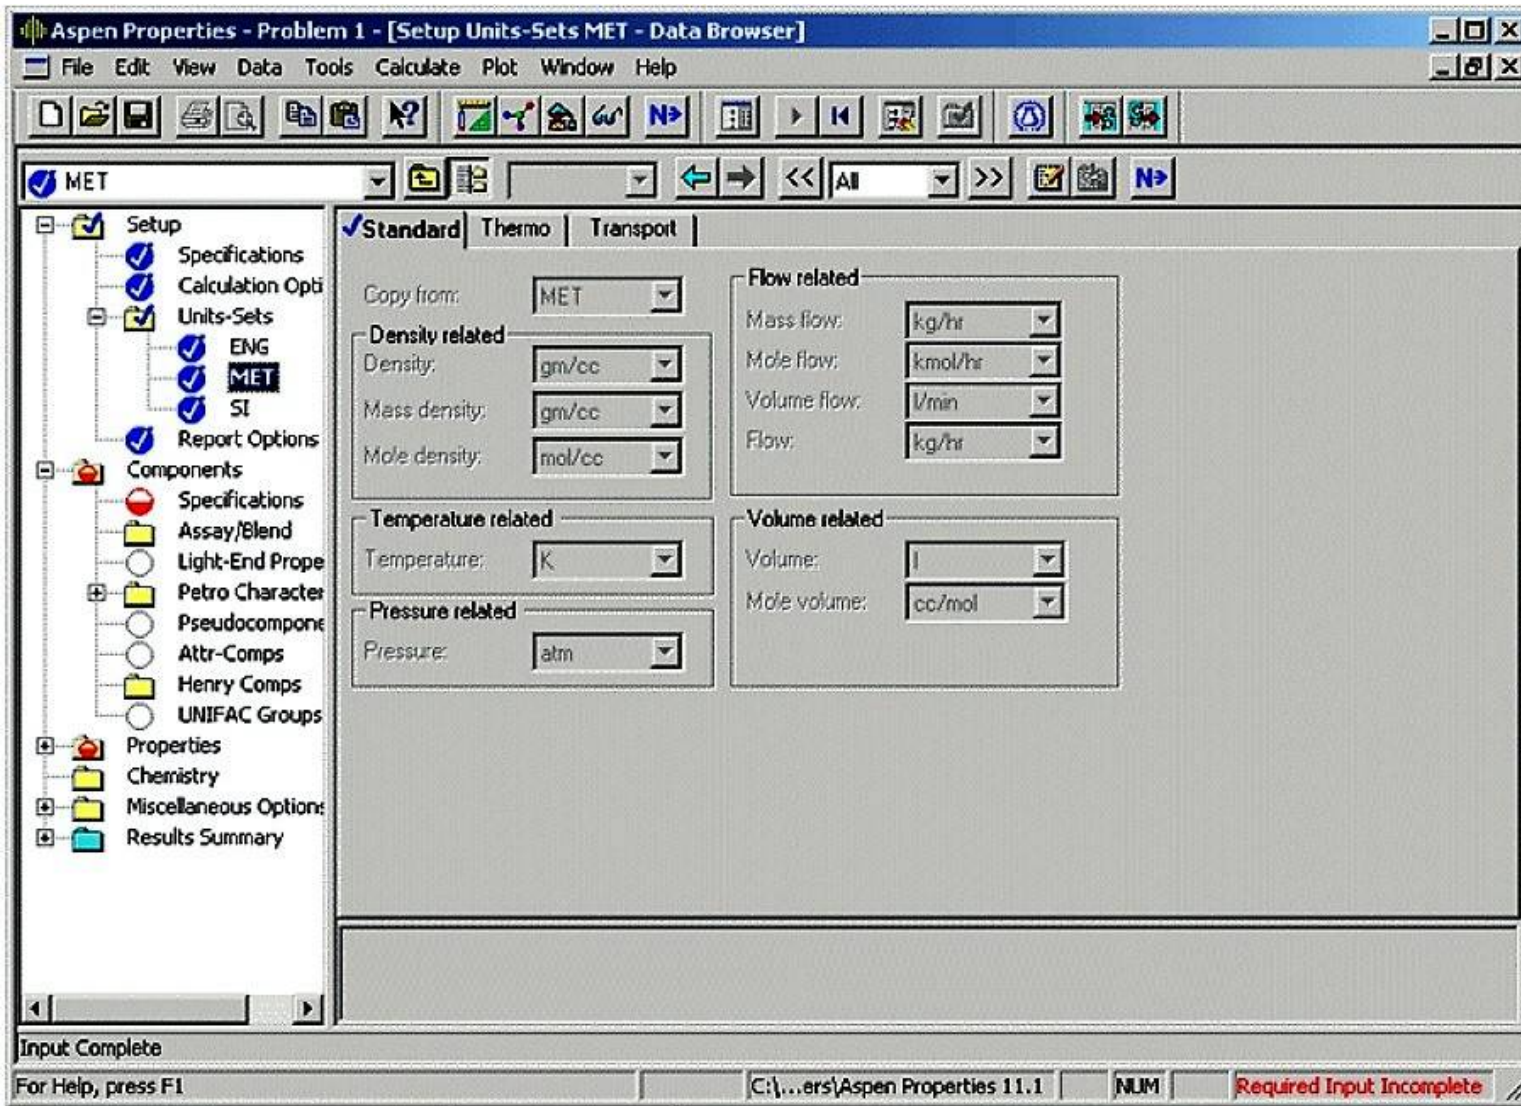 Aspen Properties - Problem 1 - [Setup Units-Sets MET - Data Browser]
File Edit View Data Tools Calculate Plot Window Help
N
MET
All
<< >>
N
Setup
Specifications
Calculation Opti
Units-Sets
ENG
MET
SI
Report Options
Components
Specifications
Assay/Blend
Light-End Prope
Petro Character
Pseudocompone
Attr-Comps
Henry Comps
UNIFAC Groups
Properties
Chemistry
Miscellaneous Options
Results Summary
Standard Thermo Transport
Copy from: MET
Density related
Density: gm/cc
Mass density: gm/cc
Mole density: mol/cc
Temperature related
Temperature: K
Pressure related
Pressure: atm
Flow related
Mass flow: kg/hr
Mole flow: kmol/hr
Volume flow: l/min
Flow: kg/hr
Volume related
Volume: l
Mole volume: cc/mol
Input Complete
For Help, press F1 C:\...ers\Aspen Properties 11.1 NUM Required Input Incomplete